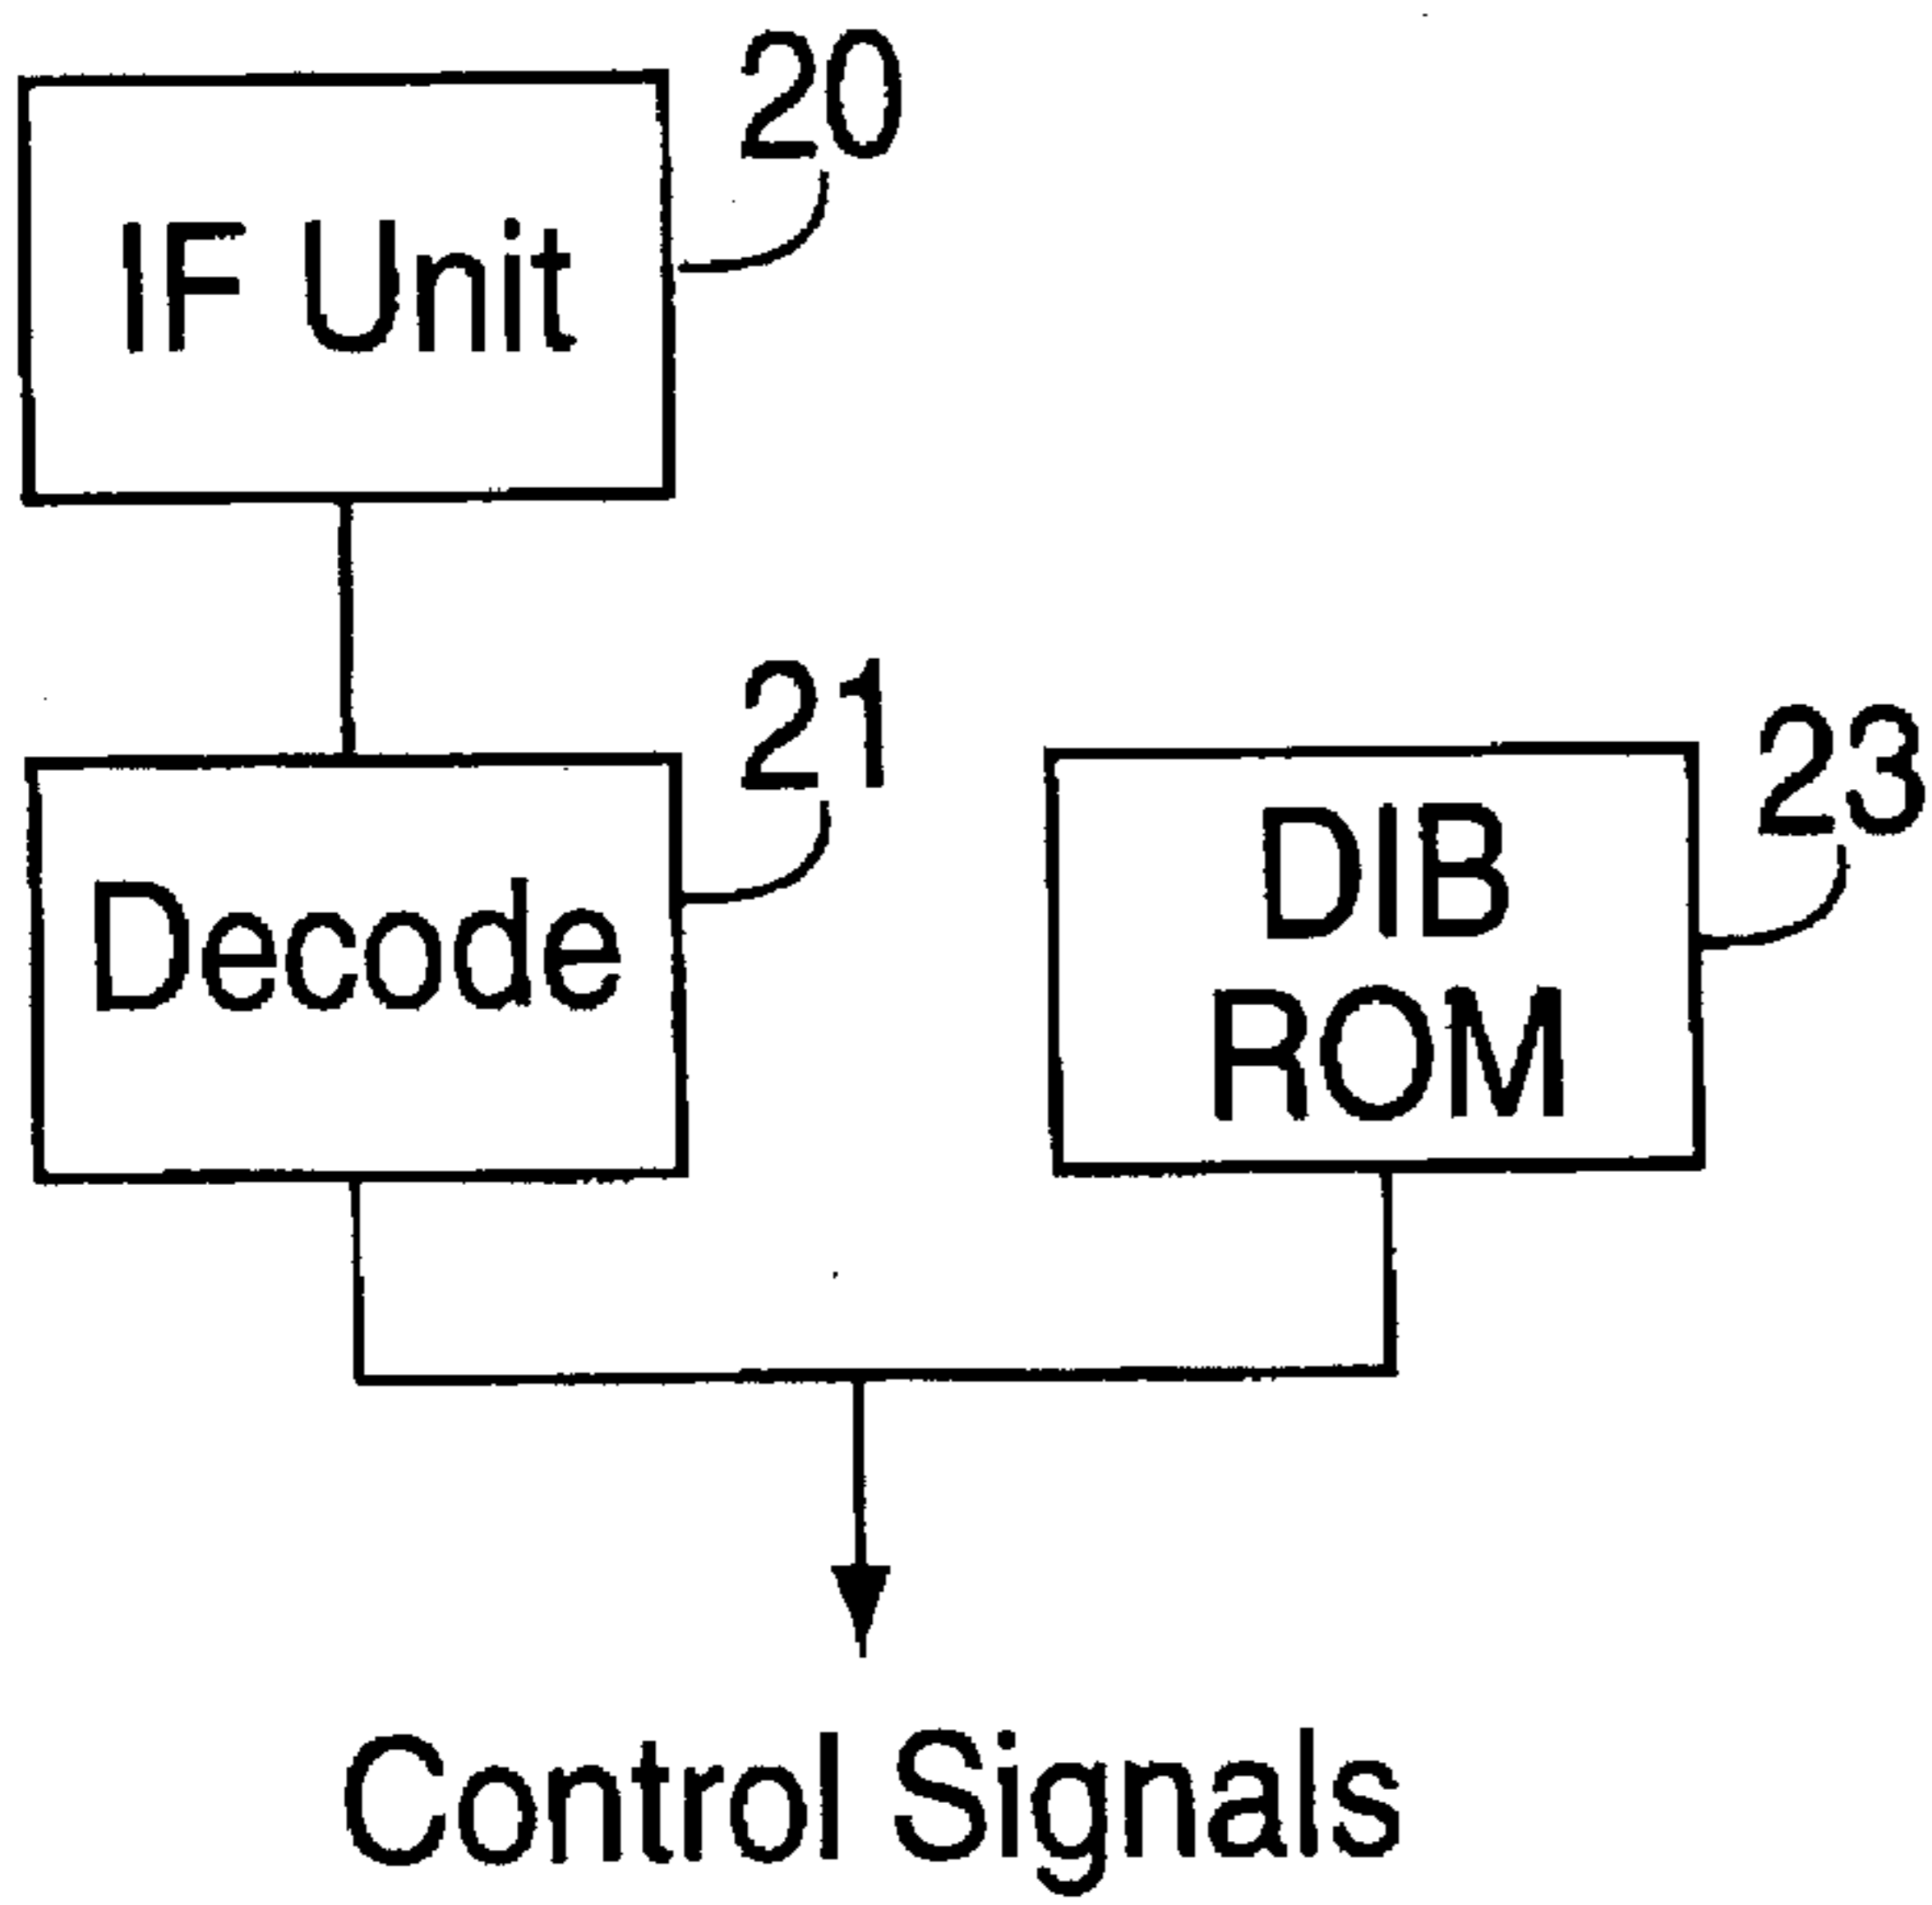 20
IF Unit
21
23
Decode
DIB
ROM
Control Signals